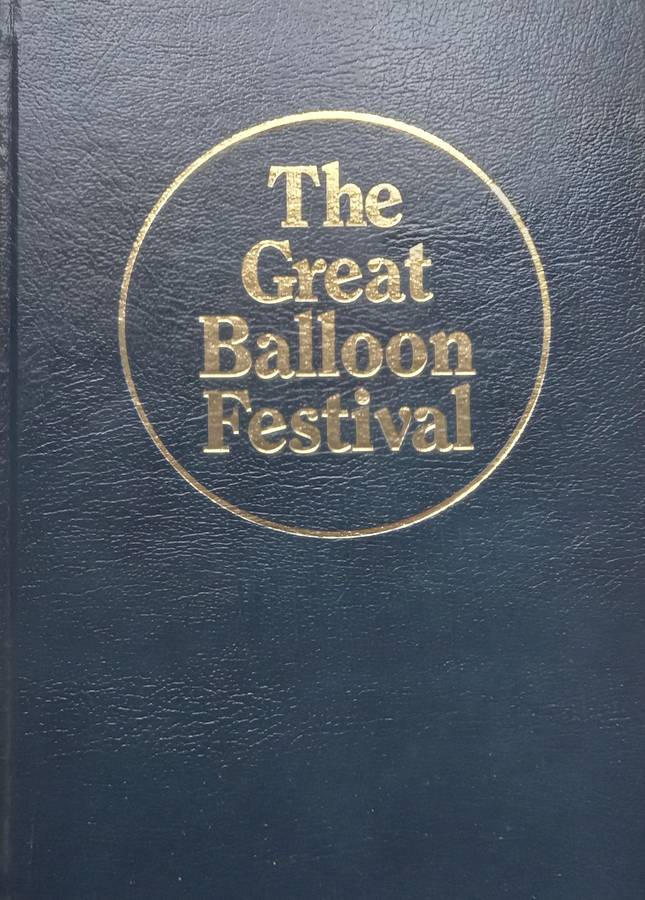 The
Great
Balloon
Festival